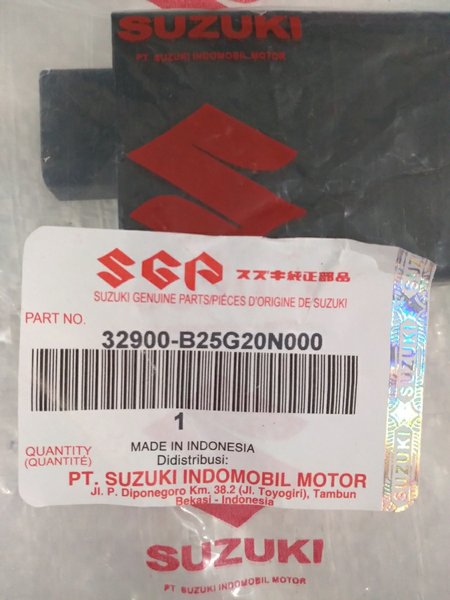 SUZUKI
PT. SUZUKI INDOMOBIL MOTOR
SGP スズキ純正部品
SUZUKI GENUINE PARTS/PIÈCES D'ORIGINE DE SUZUKI
PART NO. 32900-B25G20N000
1
QUANTITY
(QUANTITÉ)
MADE IN INDONESIA
Didistribusi:
PT. SUZUKI INDOMOBIL MOTOR
Jl. P. Diponegoro Km. 38.2 (Jl. Toyogiri), Tambun
Bekasi - Indonesia
SUZUKI SUZUKI
SUZUKI
PT SUZUKI INDOMOBIL MOTOR